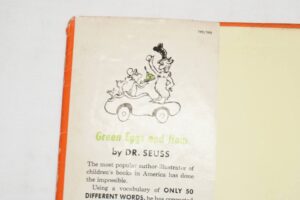 Green Eggs and Ham
by DR. SEUSS
The most popular author-illustrator of
children's books in America has done
the impossible.
Using a vocabulary of ONLY 50
DIFFERENT WORDS, he has